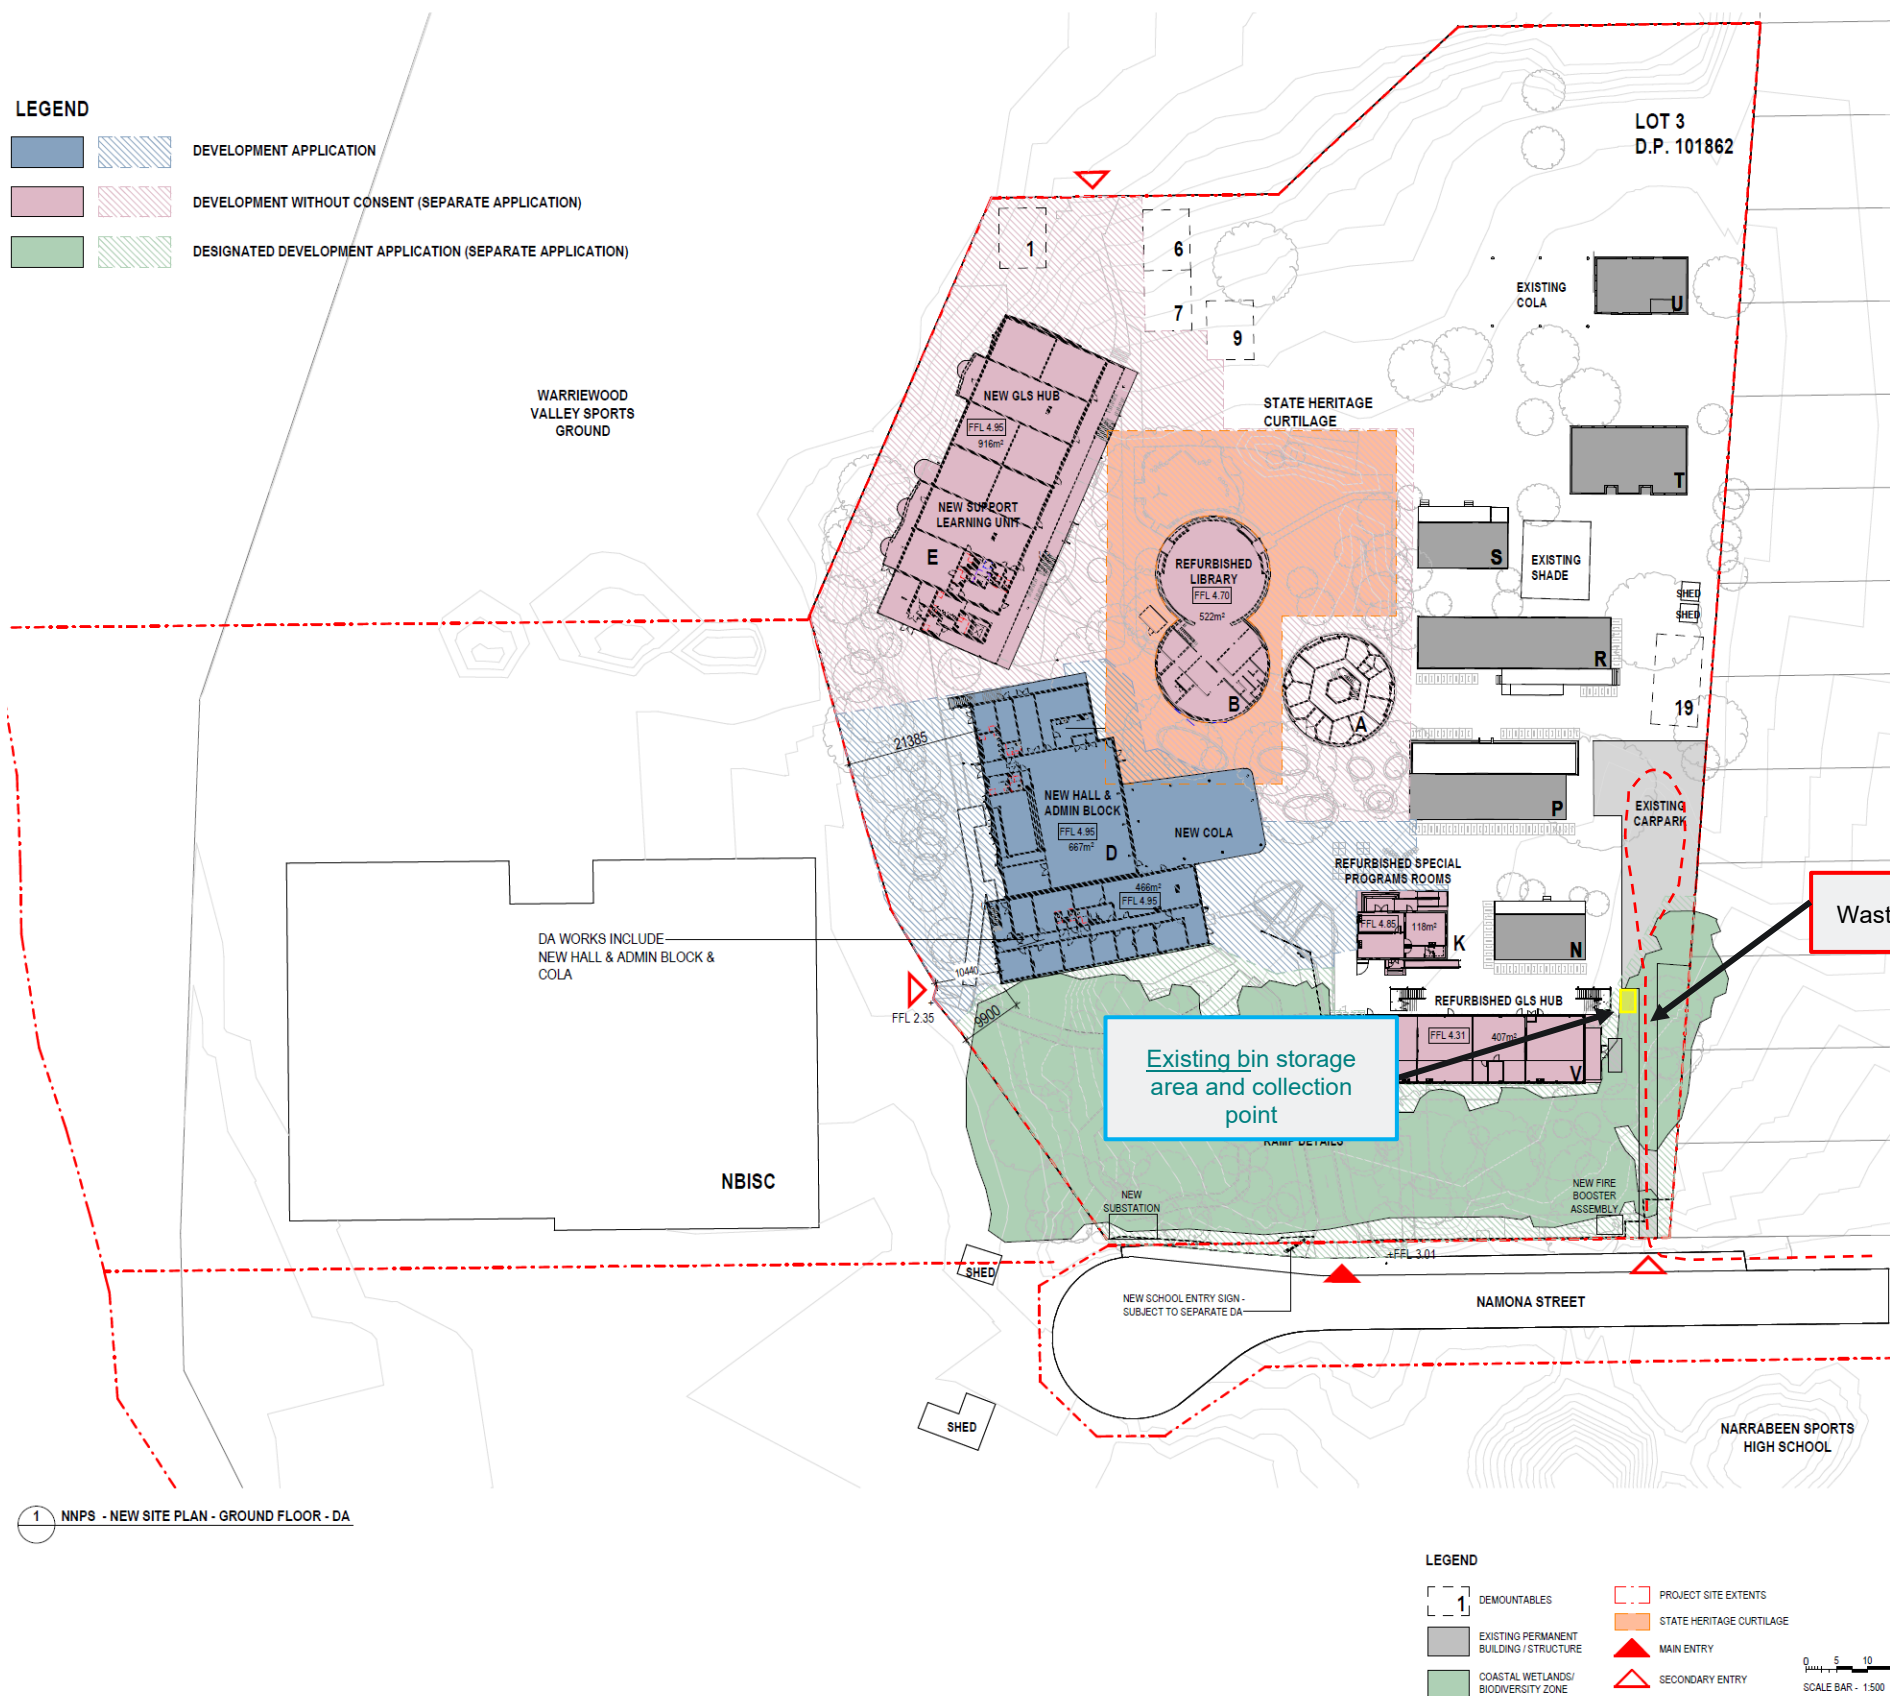 LEGEND
DEVELOPMENT APPLICATION
DEVELOPMENT WITHOUT CONSENT (SEPARATE APPLICATION)
DESIGNATED DEVELOPMENT APPLICATION (SEPARATE APPLICATION)
LOT 3
D.P. 101862
1
6
7
9
EXISTING
COLA
U
WARRIEWOOD
VALLEY SPORTS
GROUND
NEW GLS HUB
FFL 4.95
916m²
STATE HERITAGE
CURTILAGE
T
NEW SUPPORT
LEARNING UNIT
E
S
EXISTING
SHADE
REFURBISHED
LIBRARY
FFL 4.70
522m²
SHED
SHED
R
B
A
19
21385
NEW HALL &
ADMIN BLOCK
FFL 4.95
667m²
D
NEW COLA
P
EXISTING
CARPARK
REFURBISHED SPECIAL
PROGRAMS ROOMS
466m²
FFL 4.95
FFL 4.85
118m²
K
N
Wast
DA WORKS INCLUDE
NEW HALL & ADMIN BLOCK &
COLA
10440
9900
FFL 2.35
REFURBISHED GLS HUB
FFL 4.31
407m²
V
Existing bin storage
area and collection
point
RAMP DETAILS
NBISC
NEW
SUBSTATION
NEW FIRE
BOOSTER
ASSEMBLY
+FFL 3.01
SHED
NEW SCHOOL ENTRY SIGN -
SUBJECT TO SEPARATE DA
NAMONA STREET
SHED
NARRABEEN SPORTS
HIGH SCHOOL
1
NNPS - NEW SITE PLAN - GROUND FLOOR - DA
LEGEND
1
DEMOUNTABLES
EXISTING PERMANENT
BUILDING / STRUCTURE
COASTAL WETLANDS/
BIODIVERSITY ZONE
PROJECT SITE EXTENTS
STATE HERITAGE CURTILAGE
MAIN ENTRY
SECONDARY ENTRY
0 5 10
SCALE BAR - 1:500